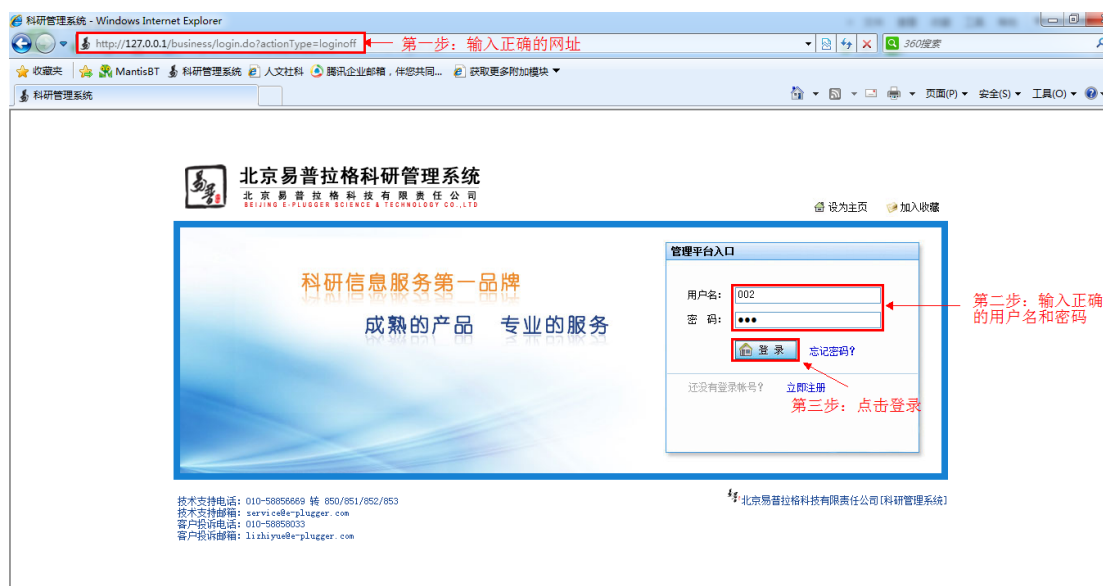 科研管理系统 - Windows Internet Explorer
http://127.0.0.1/business/login.do?actionType=loginoff
第一步：输入正确的网址
360搜索
收藏夹 MantisBT 科研管理系统 人文社科 腾讯企业邮箱，伴您共同... 获取更多附加模块
科研管理系统
页面(P) 安全(S) 工具(O)
易普
北京易普拉格科研管理系统
北京易普拉格科技有限责任公司
BEIJING E-PLUGGER SCIENCE & TECHNOLOGY CO.,LTD
设为主页 加入收藏
科研信息服务第一品牌
成熟的产品 专业的服务
管理平台入口
用户名： 002
密 码： ●●●
第二步：输入正确
的用户名和密码
登 录 忘记密码?
还没有登录帐号? 立即注册
第三步：点击登录
技术支持电话：010-58856669 转 850/851/852/853
技术支持邮箱：service@e-plugger.com
客户投诉电话：010-58858033
客户投诉邮箱：lizhiyue@e-plugger.com
北京易普拉格科技有限责任公司[科研管理系统]